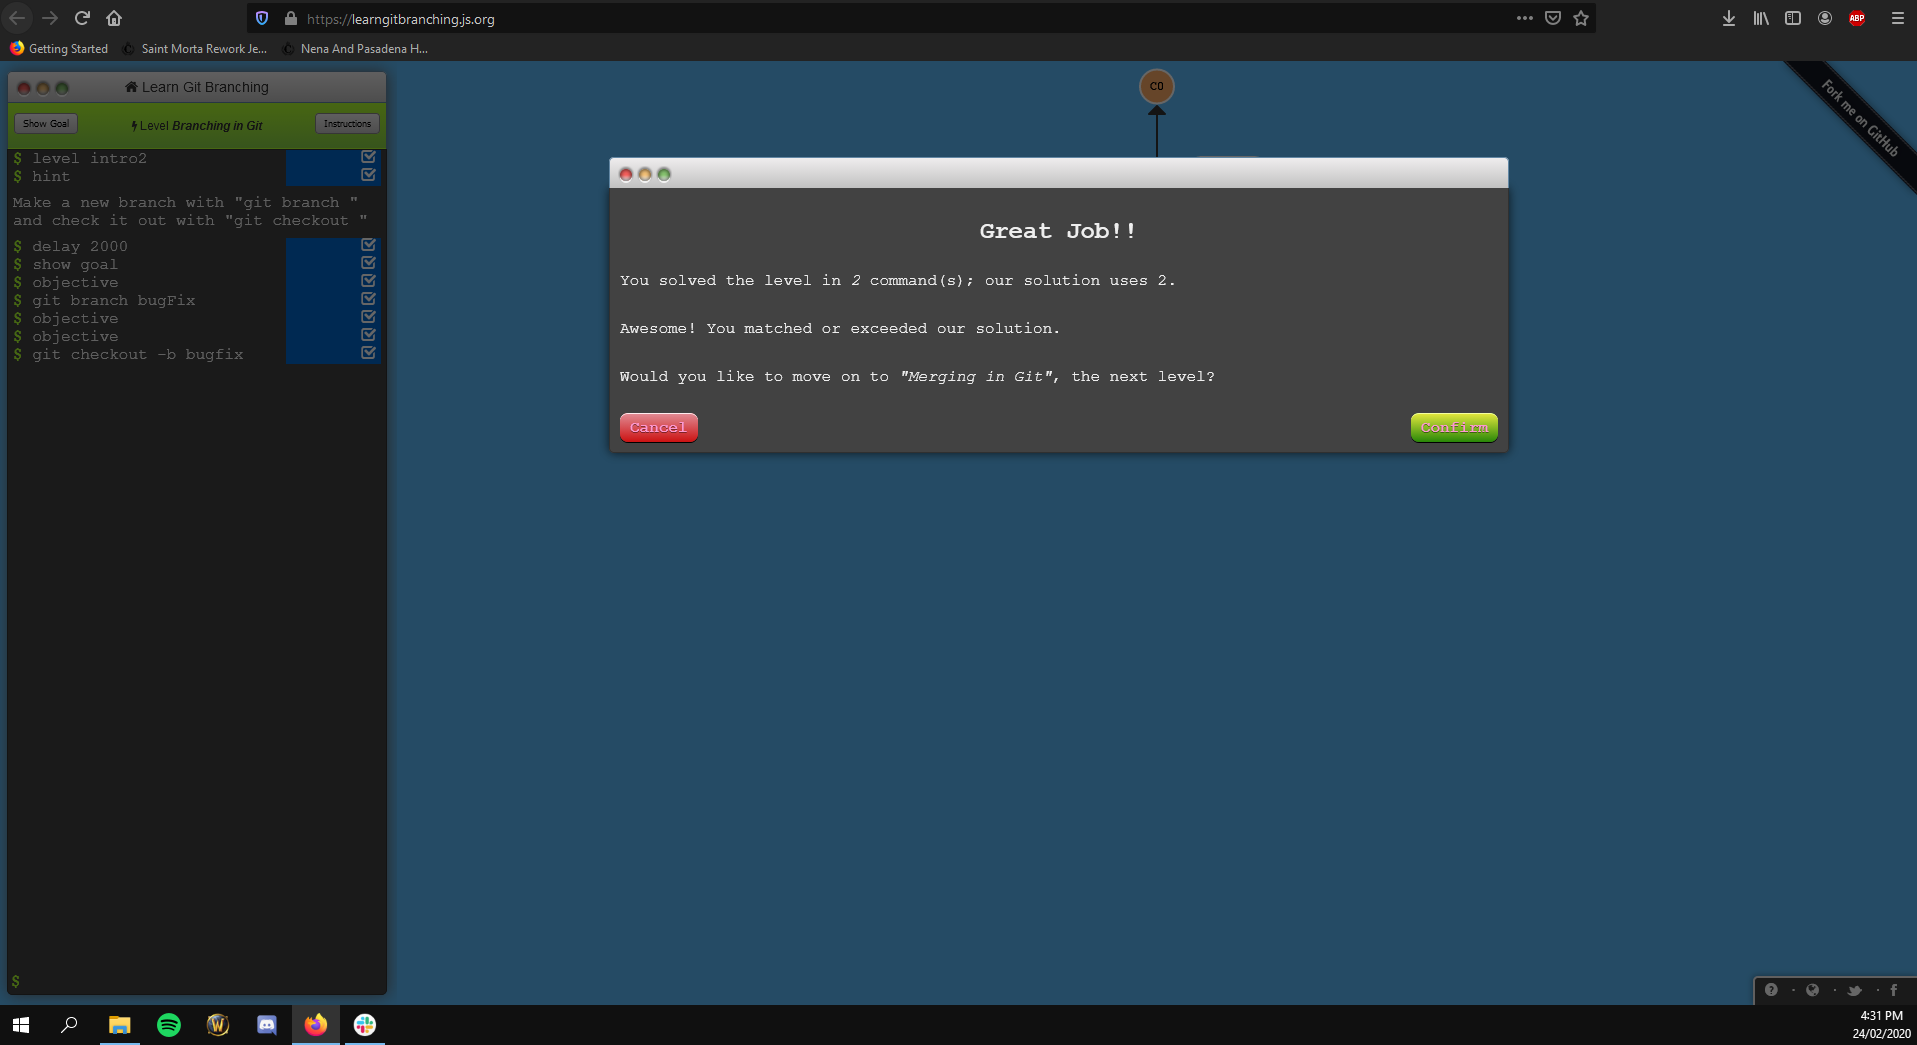 https://learngitbranching.js.org
ABP
Getting Started
Saint Morta Rework Je...
Nena And Pasadena H...
Learn Git Branching
Show Goal
Level Branching in Git
Instructions
$ level intro2
$ hint
Make a new branch with "git branch "
and check it out with "git checkout "
$ delay 2000
$ show goal
$ objective
$ git branch bugFix
$ objective
$ objective
$ git checkout -b bugfix
$
C0
Fork me on GitHub
Great Job!!
You solved the level in 2 command(s); our solution uses 2.
Awesome! You matched or exceeded our solution.
Would you like to move on to "Merging in Git", the next level?
Cancel
Confirm
4:31 PM
24/02/2020